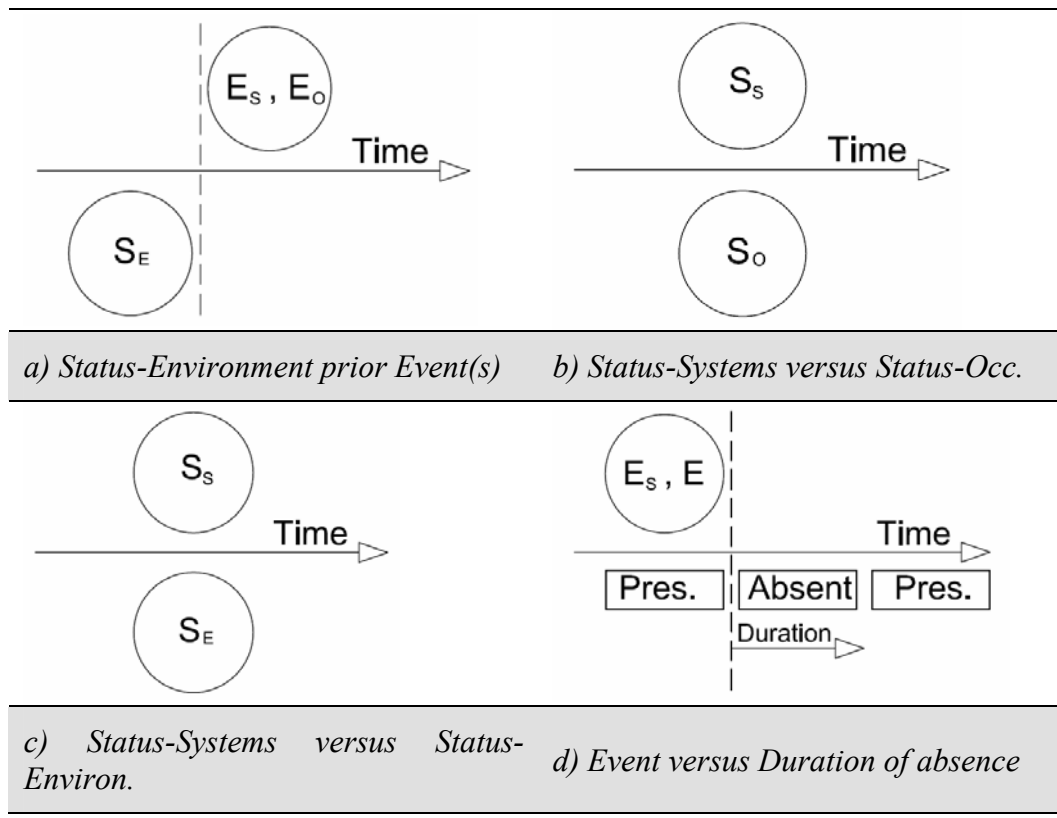 E_S , E_O
Time
S_E
S_S
Time
S_O
a) Status-Environment prior Event(s)
b) Status-Systems versus Status-Occ.
S_S
Time
S_E
E_S , E
Time
Pres. Absent Pres.
Duration
c) Status-Systems versus Status-
Environ.
d) Event versus Duration of absence